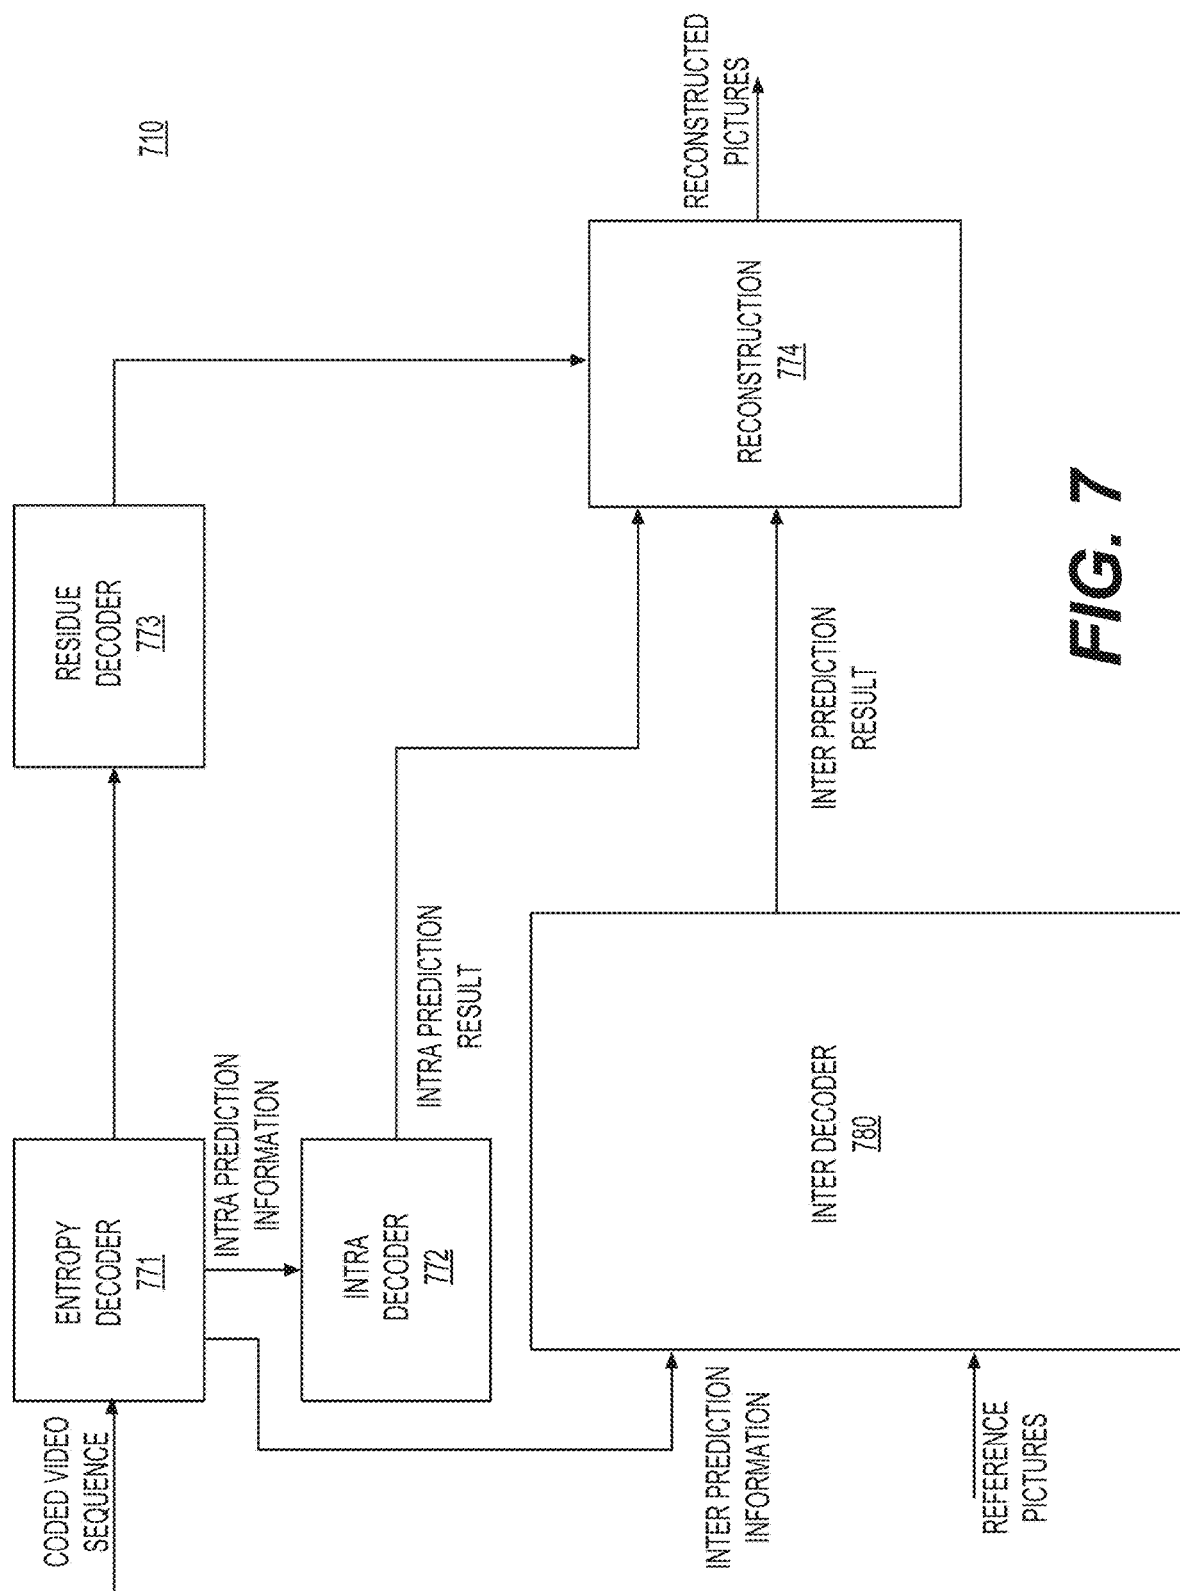 710
CODED VIDEO
SEQUENCE
ENTROPY
DECODER
771
RESIDUE
DECODER
773
INTRA PREDICTION
INFORMATION
INTRA
DECODER
772
INTRA PREDICTION
RESULT
RECONSTRUCTED
PICTURES
RECONSTRUCTION
774
INTER PREDICTION
INFORMATION
INTER DECODER
780
INTER PREDICTION
RESULT
REFERENCE
PICTURES
FIG. 7